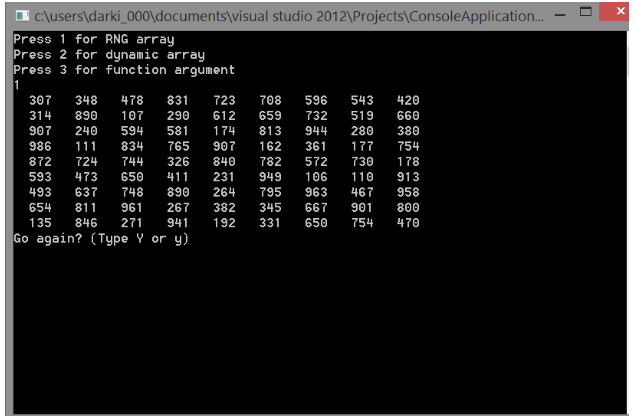 c:\users\darki_000\documents\visual studio 2012\Projects\ConsoleApplication...
Press 1 for RNG array
Press 2 for dynamic array
Press 3 for function argument
1
307 348 478 831 723 708 596 543 420
314 890 107 290 612 659 732 519 660
907 240 594 581 174 813 944 280 380
986 111 834 765 907 162 361 177 754
872 724 744 326 840 782 572 730 178
593 473 650 411 231 949 106 110 913
493 637 748 890 264 795 963 467 958
654 811 961 267 382 345 667 901 800
135 846 271 941 192 331 650 754 470
Go again? (Type Y or y)